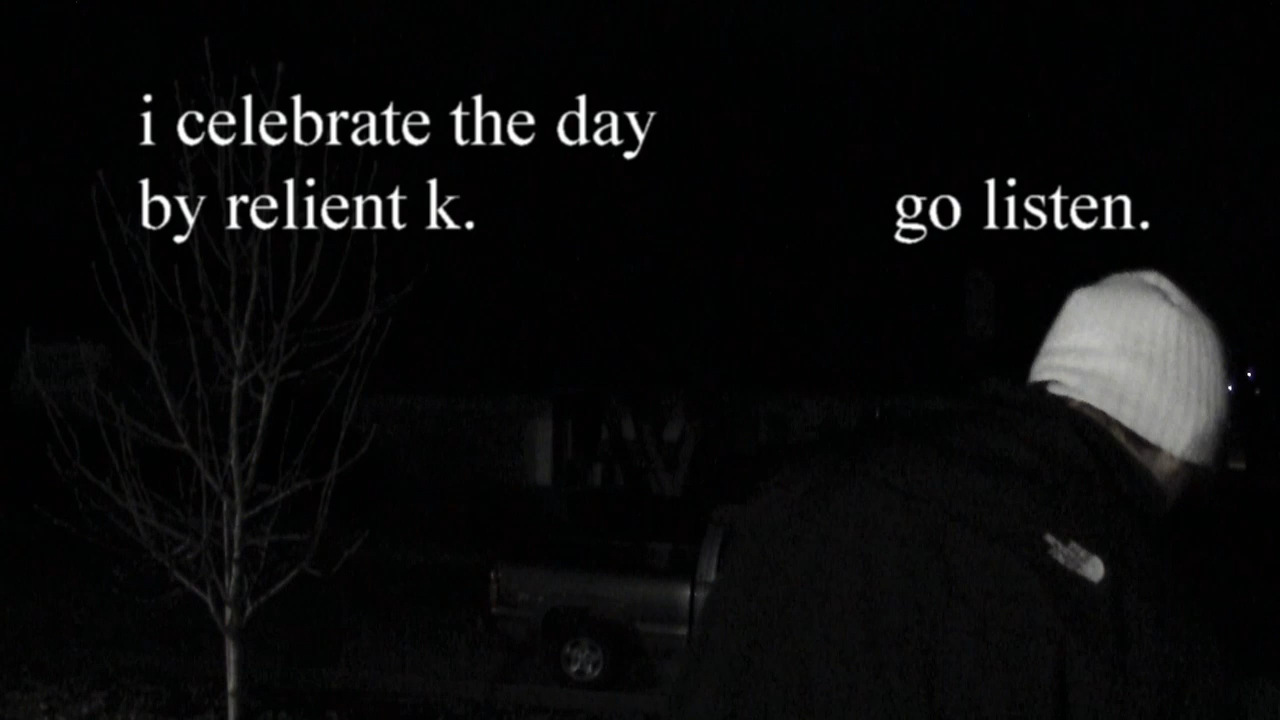 i celebrate the day
by relient k.
go listen.